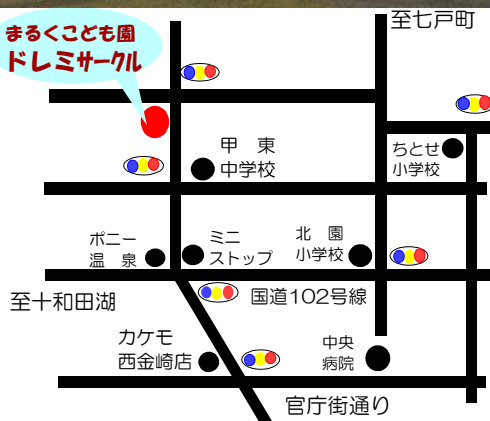 至七戸町
まるくこども園
ドレミサークル
甲 東
中学校
ちとせ
小学校
ポニー
温 泉
ミニ
ストップ
北 園
小学校
至十和田湖
国道102号線
カケモ
西金崎店
中央
病院
官庁街通り